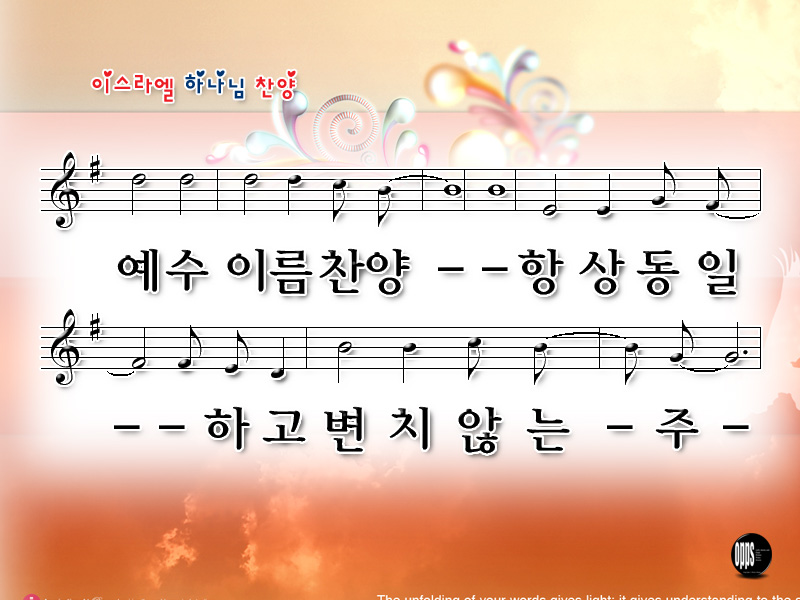 이스라엘 하나님 찬양
예수 이름찬양 - - 항 상 동 일
- - 하 고 변 치 않 는 - 주 -
opps
The unfolding of your words gives light; it gives understanding to the s